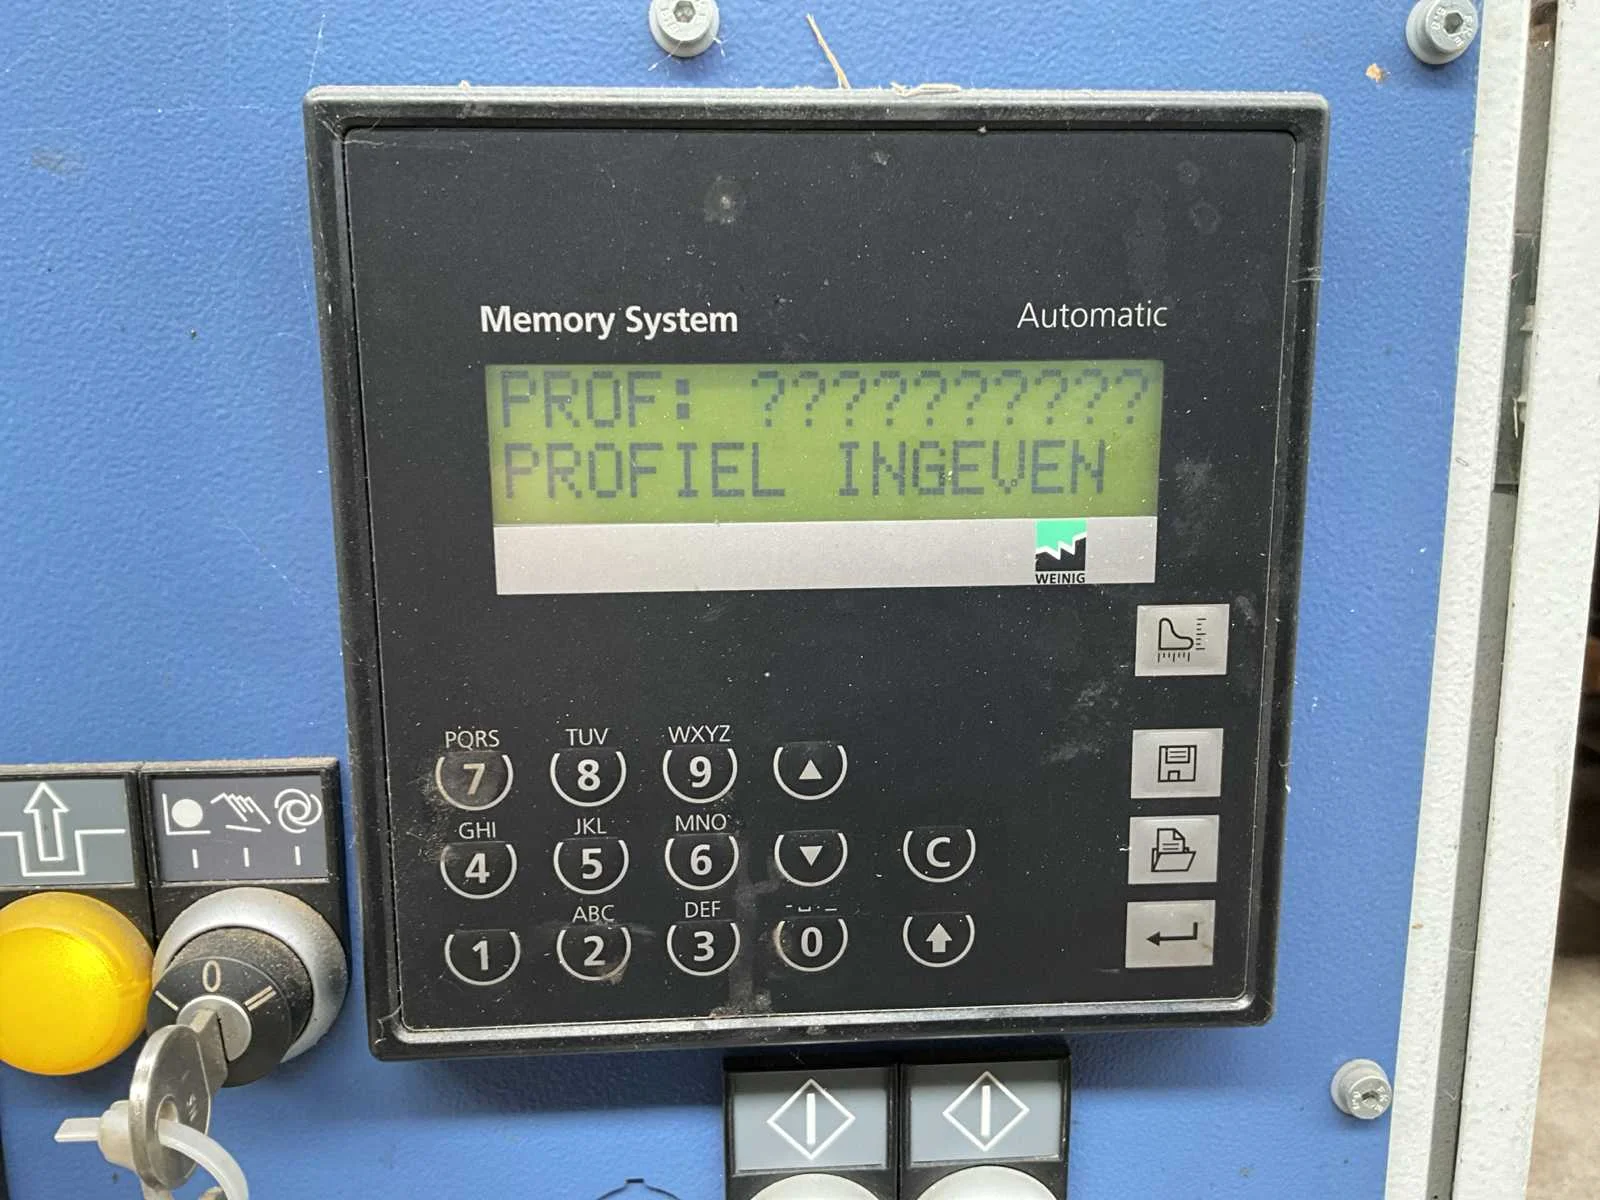 Memory System
Automatic
PROF: ??????????
PROFIEL INGEVEN
WEINIG
PQRS
TUV
WXYZ
7
8
9
GHI
JKL
MNO
4
5
6
C
ABC
DEF
1
2
3
0
0